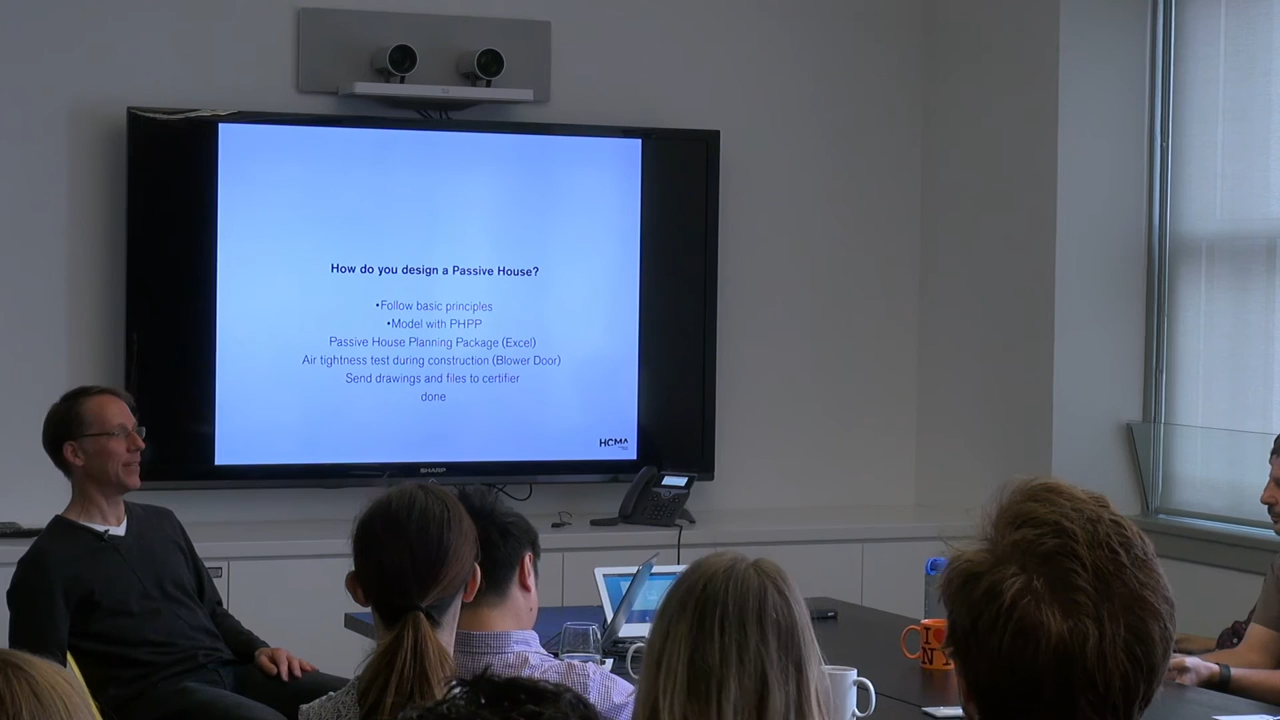 How do you design a Passive House?
•Follow basic principles
•Model with PHPP
Passive House Planning Package (Excel)
Air tightness test during construction (Blower Door)
Send drawings and files to certifier
done
HCMA
SHARP
I
N